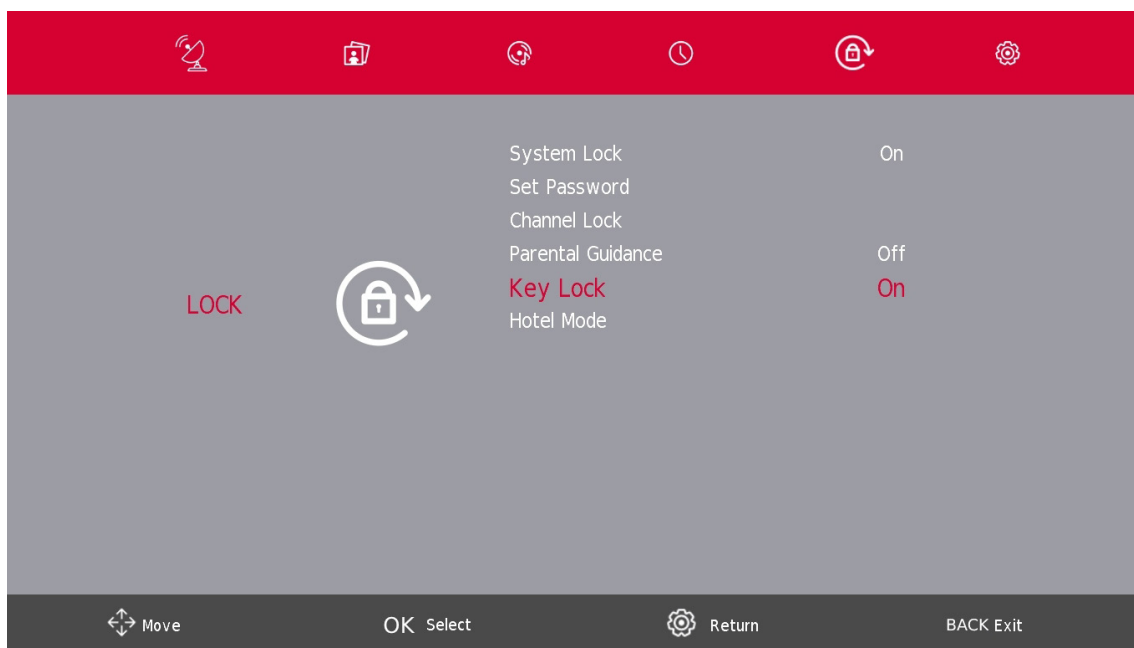 System Lock On
Set Password
Channel Lock
Parental Guidance Off
Key Lock On
LOCK
Hotel Mode
Move OK Select Return BACK Exit